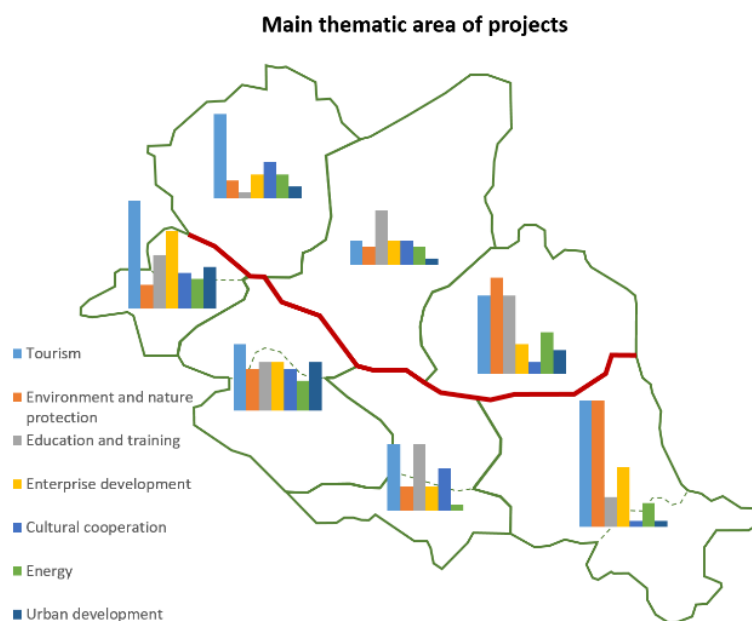 Main thematic area of projects
Tourism
Environment and nature
protection
Education and training
Enterprise development
Cultural cooperation
Energy
Urban development